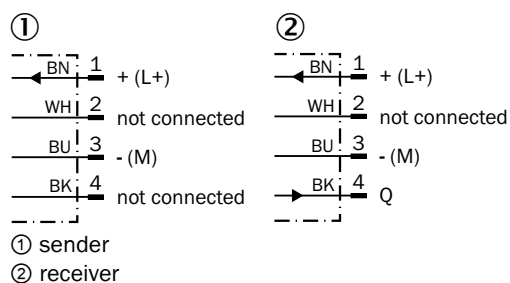 ① ②
BN 1 + (L+) BN 1 + (L+)
WH 2 not connected WH 2 not connected
BU 3 - (M) BU 3 - (M)
BK 4 not connected BK 4 Q
① sender
② receiver